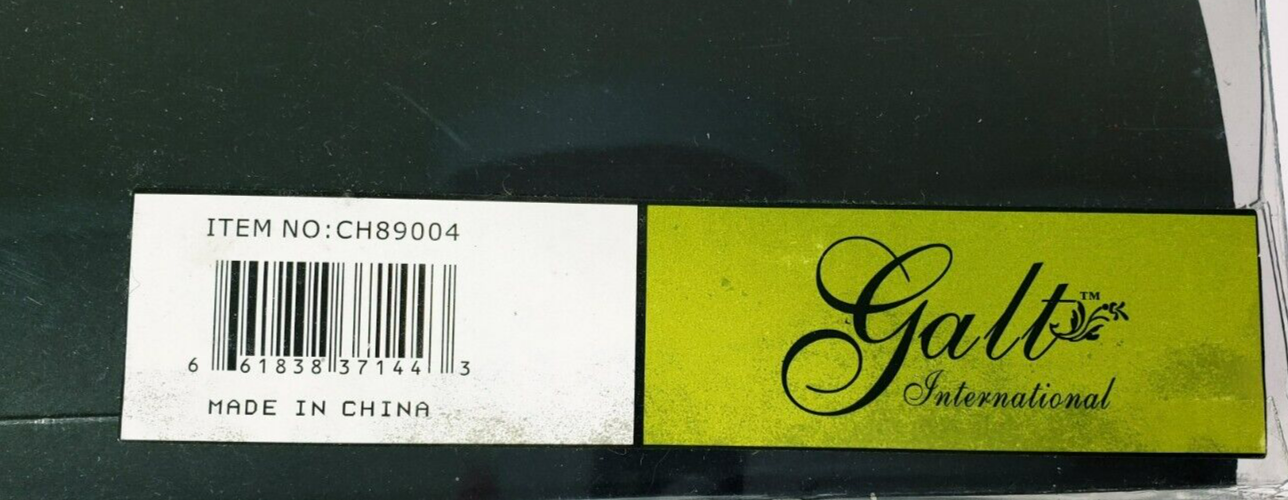 ITEM NO:CH89004
6 61838 37144 3
MADE IN CHINA
Galt™
International